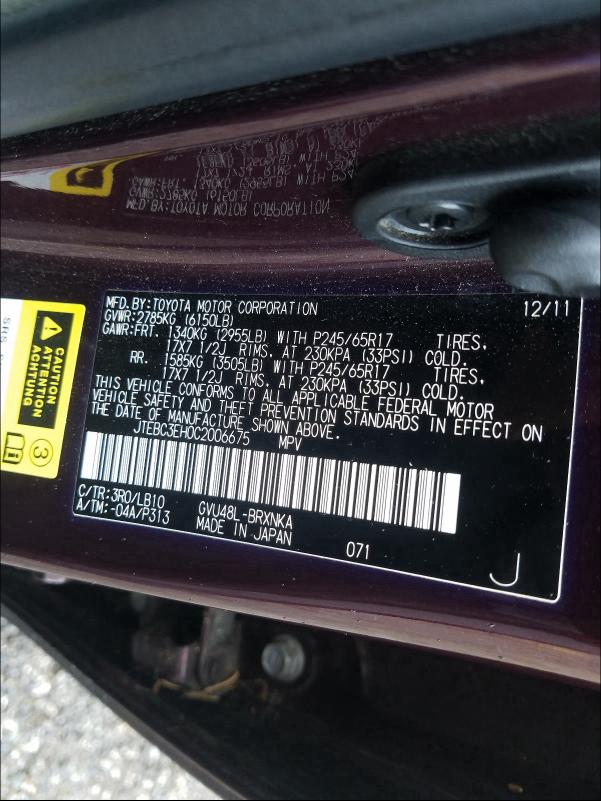 MFD.BY:TOYOTA MOTOR CORPORATION 12/11
GVWR:2785KG (6150LB)
GAWR:FRT. 1340KG (2955LB) WITH P245/65R17 TIRES,
17X7 1/2J RIMS, AT 230KPA (33PSI) COLD.
RR. 1585KG (3505LB) WITH P245/65R17 TIRES,
17X7 1/2J RIMS, AT 230KPA (33PSI) COLD.
THIS VEHICLE CONFORMS TO ALL APPLICABLE FEDERAL MOTOR
VEHICLE SAFETY AND THEFT PREVENTION STANDARDS IN EFFECT ON
THE DATE OF MANUFACTURE SHOWN ABOVE.
JTEBC3EH0C2006675 MPV
C/TR:3R0/LB10 GVU48L-BRXNKA
A/TM:-04A/P313 MADE IN JAPAN
071
J
CAUTION
ATTENTION
ACHTUNG
3
i
SRS